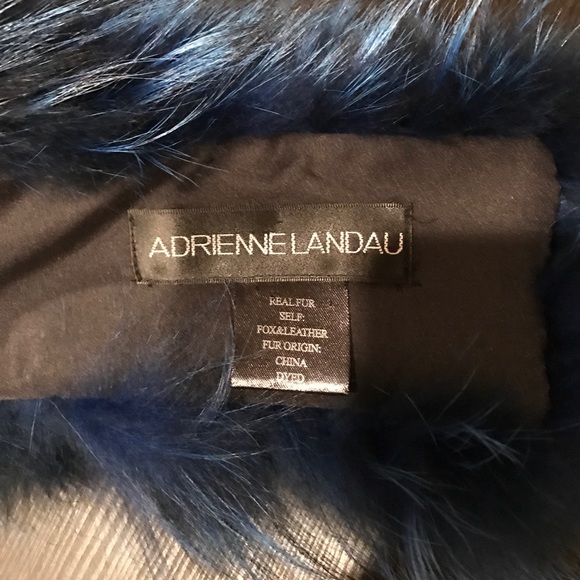 ADRIENNE LANDAU
REAL FUR
SELF:
FOX&LEATHER
FUR ORIGIN:
CHINA
DYED